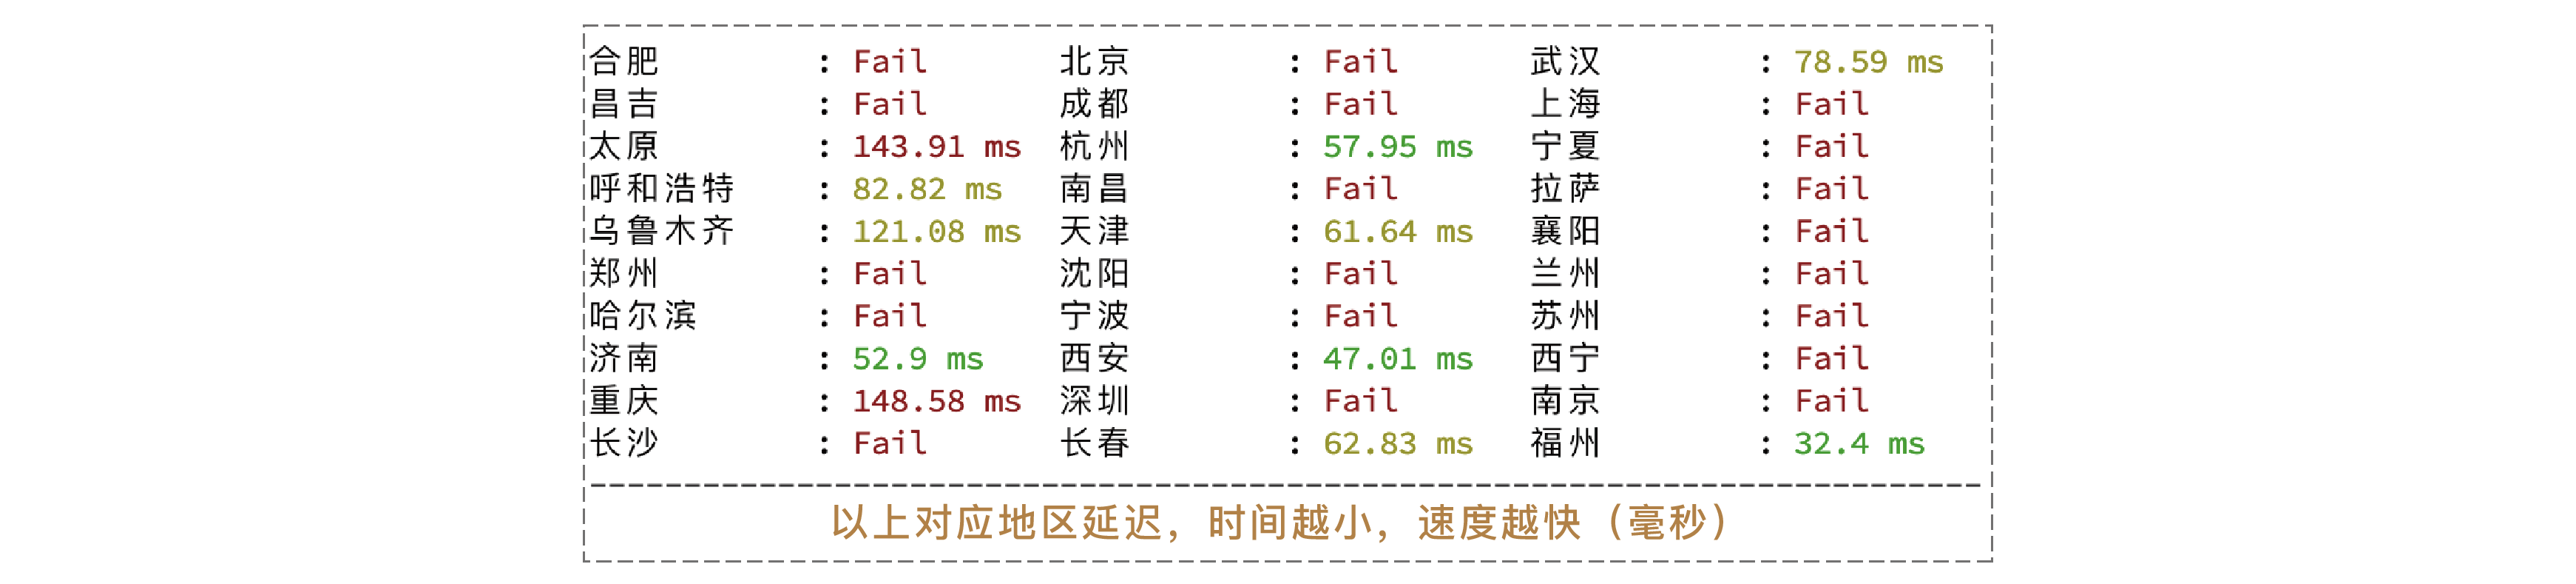 合肥 : Fail 北京 : Fail 武汉 : 78.59 ms
昌吉 : Fail 成都 : Fail 上海 : Fail
太原 : 143.91 ms 杭州 : 57.95 ms 宁夏 : Fail
呼和浩特 : 82.82 ms 南昌 : Fail 拉萨 : Fail
乌鲁木齐 : 121.08 ms 天津 : 61.64 ms 襄阳 : Fail
郑州 : Fail 沈阳 : Fail 兰州 : Fail
哈尔滨 : Fail 宁波 : Fail 苏州 : Fail
济南 : 52.9 ms 西安 : 47.01 ms 西宁 : Fail
重庆 : 148.58 ms 深圳 : Fail 南京 : Fail
长沙 : Fail 长春 : 62.83 ms 福州 : 32.4 ms
以上对应地区延迟，时间越小，速度越快（毫秒）